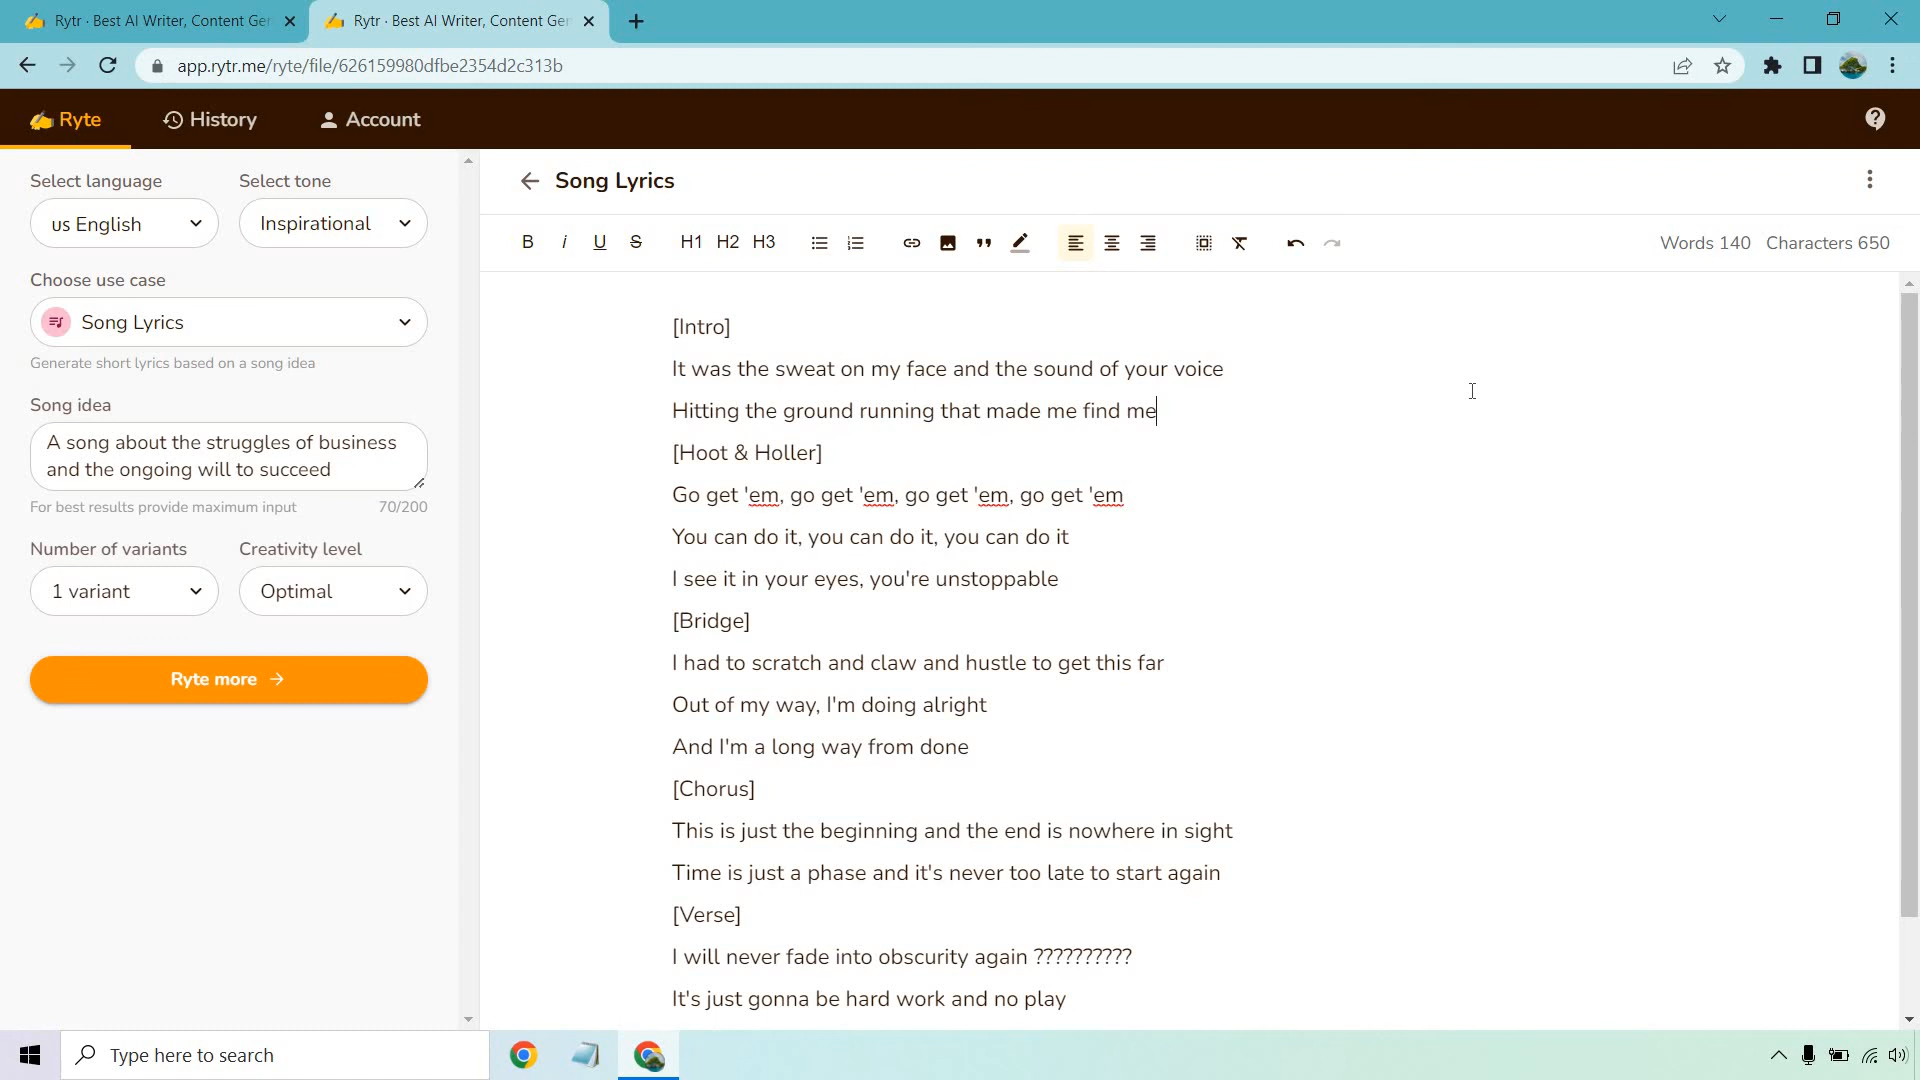 Rytr · Best AI Writer, Content Gen
Rytr · Best AI Writer, Content Gen
app.rytr.me/ryte/file/626159980dfbe2354d2c313b
Ryte
History
Account
Select language
Select tone
us English
Inspirational
Choose use case
Song Lyrics
Generate short lyrics based on a song idea
Song idea
A song about the struggles of business
and the ongoing will to succeed
For best results provide maximum input
70/200
Number of variants
Creativity level
1 variant
Optimal
Ryte more
Song Lyrics
B i U S H1 H2 H3
Words 140 Characters 650
[Intro]
It was the sweat on my face and the sound of your voice
Hitting the ground running that made me find me
[Hoot & Holler]
Go get 'em, go get 'em, go get 'em, go get 'em
You can do it, you can do it, you can do it
I see it in your eyes, you're unstoppable
[Bridge]
I had to scratch and claw and hustle to get this far
Out of my way, I'm doing alright
And I'm a long way from done
[Chorus]
This is just the beginning and the end is nowhere in sight
Time is just a phase and it's never too late to start again
[Verse]
I will never fade into obscurity again ??????????
It's just gonna be hard work and no play
Type here to search